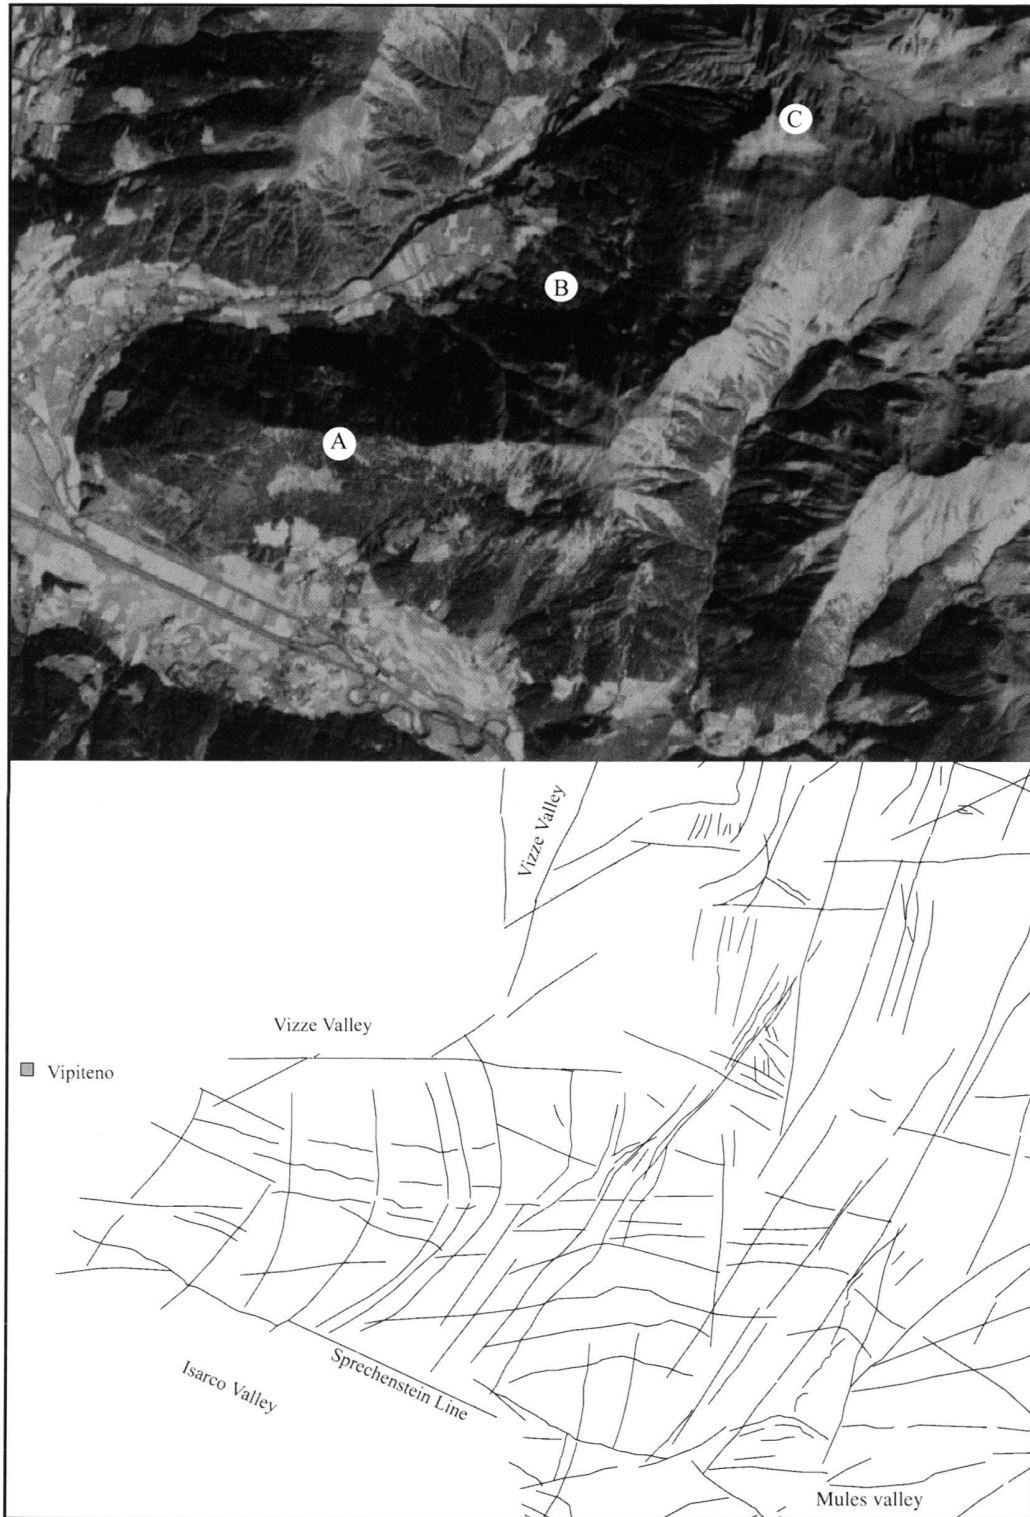 C
B
A
Vizze Valley
Vizze Valley
Vipiteno
Sprechenstein Line
Isarco Valley
Mules valley